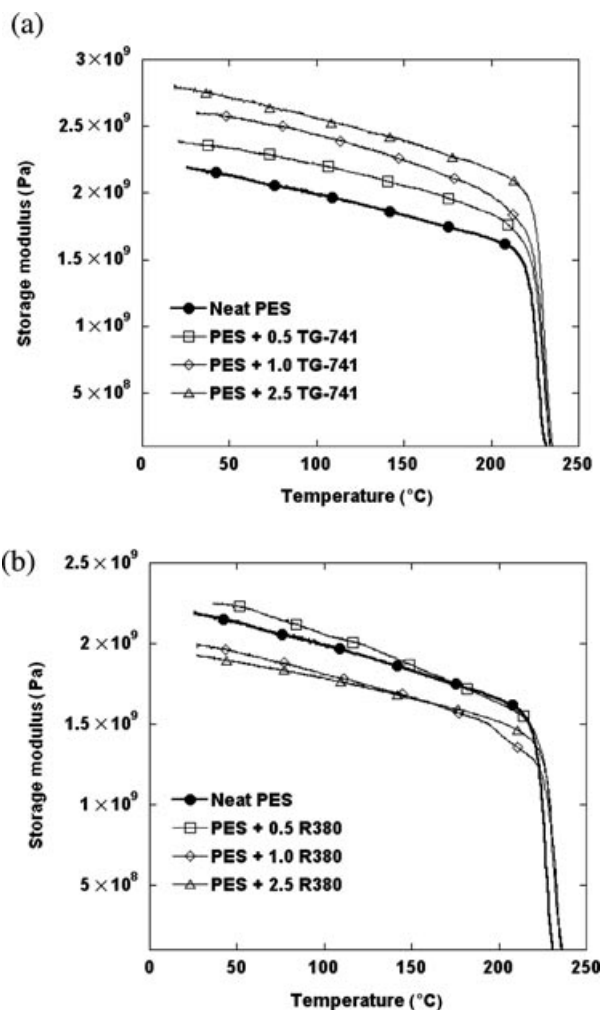 (a)
3×10⁹
2.5×10⁹
2×10⁹
1.5×10⁹
1×10⁹
5×10⁸
Storage modulus (Pa)
Neat PES
PES + 0.5 TG-741
PES + 1.0 TG-741
PES + 2.5 TG-741
0 50 100 150 200 250
Temperature (°C)
(b)
2.5×10⁹
2×10⁹
1.5×10⁹
1×10⁹
5×10⁸
Storage modulus (Pa)
Neat PES
PES + 0.5 R380
PES + 1.0 R380
PES + 2.5 R380
0 50 100 150 200 250
Temperature (°C)